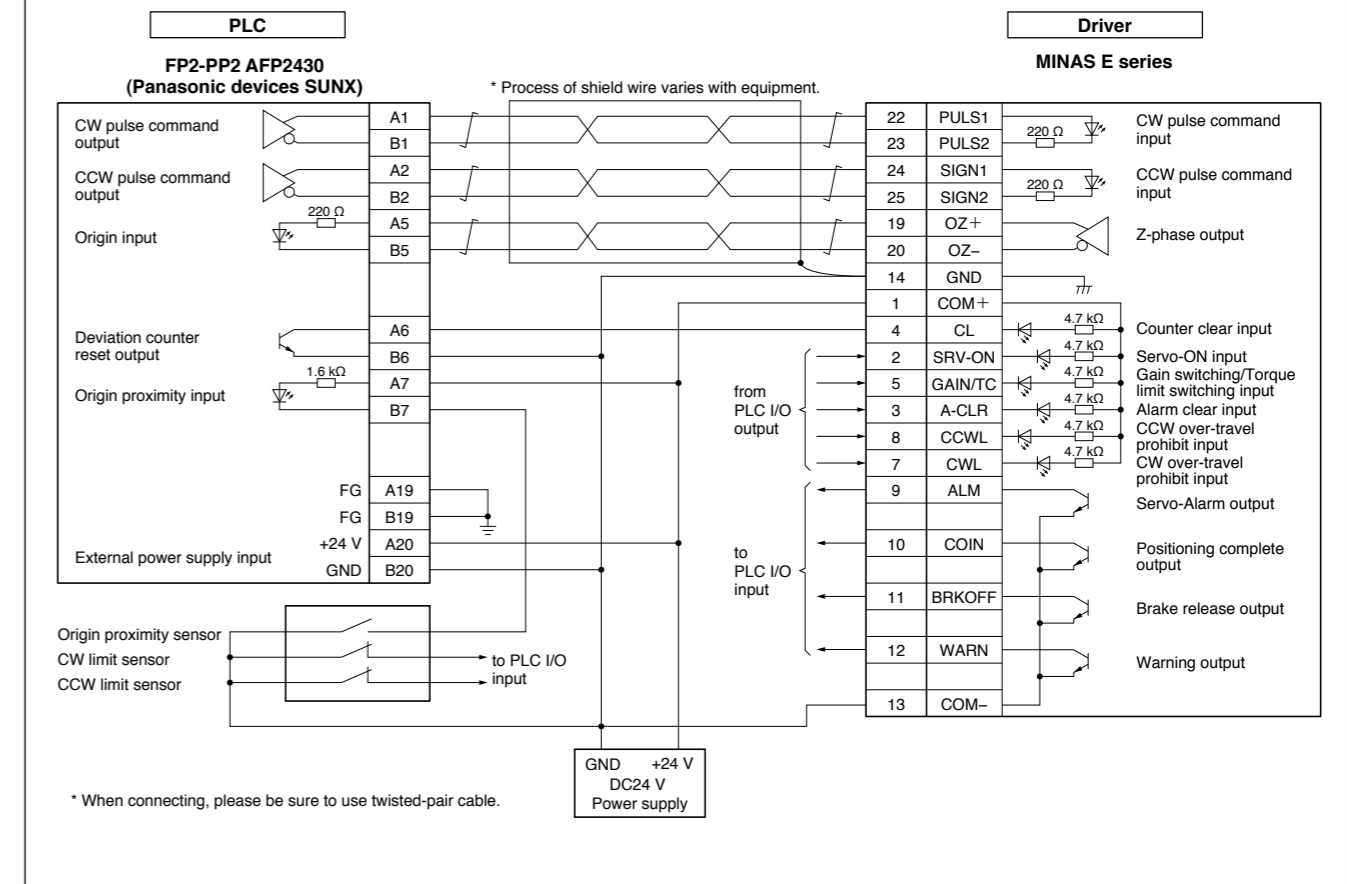 PLC
Driver
FP2-PP2 AFP2430
(Panasonic devices SUNX)
MINAS E series
* Process of shield wire varies with equipment.
CW pulse command
output
A1
B1
CCW pulse command
output
A2
B2
220 Ω
Origin input
A5
B5
Deviation counter
reset output
A6
B6
1.6 kΩ
Origin proximity input
A7
B7
FG A19
FG B19
+24 V A20
External power supply input
GND B20
Origin proximity sensor
CW limit sensor
CCW limit sensor
to PLC I/O
input
from
PLC I/O
output
to
PLC I/O
input
22 PULS1
23 PULS2
220 Ω
CW pulse command
input
24 SIGN1
25 SIGN2
220 Ω
CCW pulse command
input
19 OZ+
20 OZ−
Z-phase output
14 GND
1 COM+
4 CL 4.7 kΩ Counter clear input
2 SRV-ON 4.7 kΩ Servo-ON input
5 GAIN/TC 4.7 kΩ Gain switching/Torque
limit switching input
3 A-CLR 4.7 kΩ Alarm clear input
8 CCWL 4.7 kΩ CCW over-travel
prohibit input
7 CWL 4.7 kΩ CW over-travel
prohibit input
9 ALM Servo-Alarm output
10 COIN Positioning complete
output
11 BRKOFF Brake release output
12 WARN Warning output
13 COM−
GND +24 V
DC24 V
Power supply
* When connecting, please be sure to use twisted-pair cable.